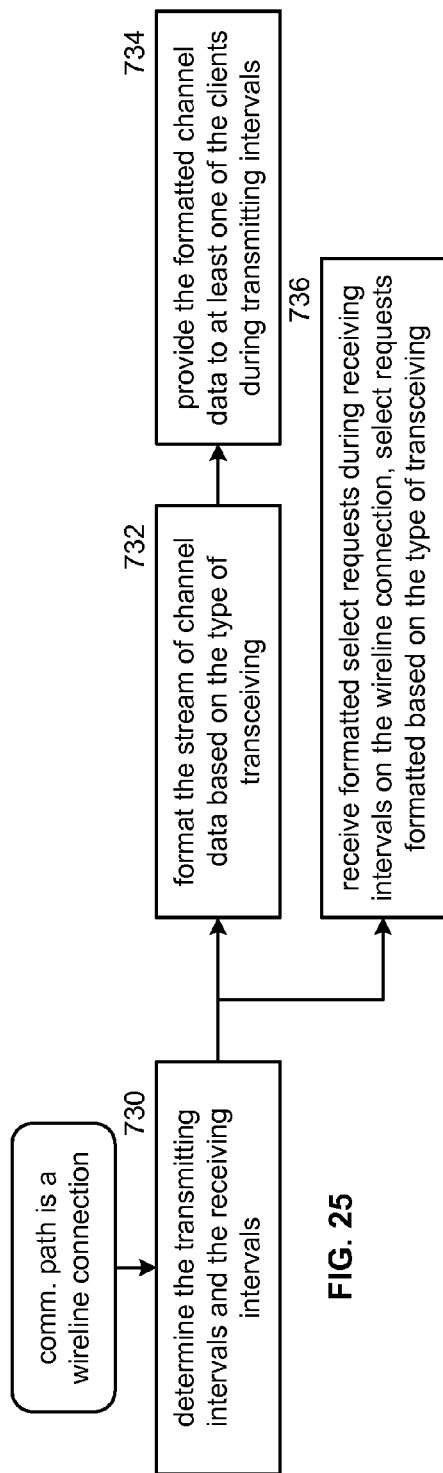 comm. path is a
wireline connection
730
determine the transmitting
intervals and the receiving
intervals
732
format the stream of channel
data based on the type of
transceiving
734
provide the formatted channel
data to at least one of the clients
during transmitting intervals
736
receive formatted select requests during receiving
intervals on the wireline connection, select requests
formatted based on the type of transceiving
FIG. 25